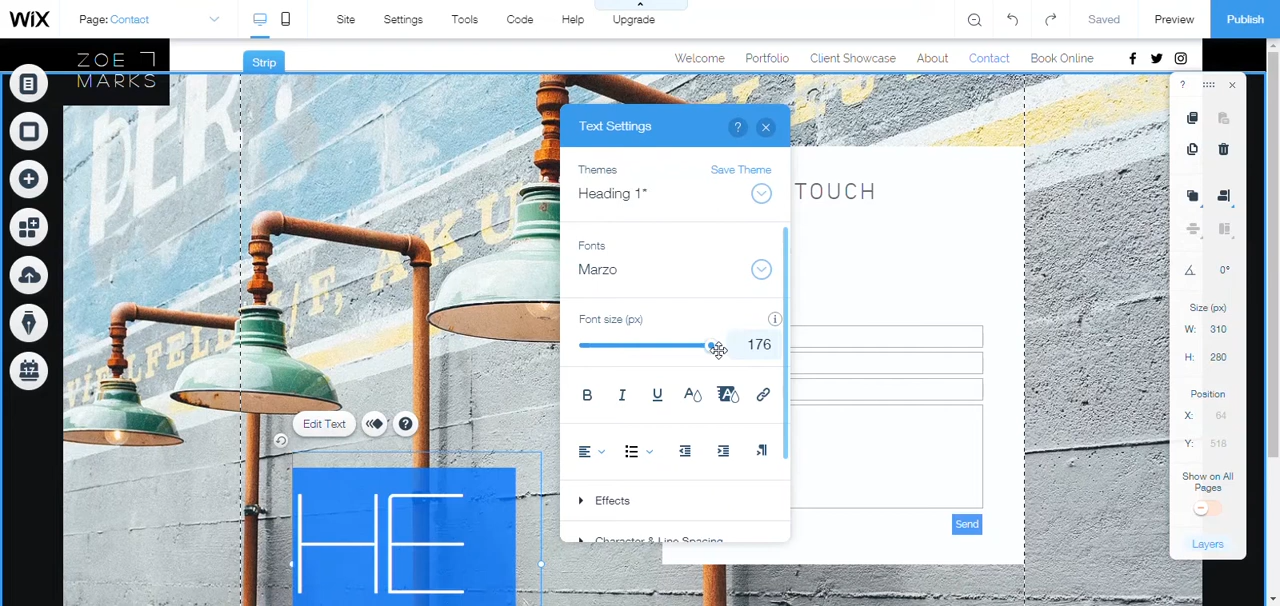 WiX Page: Contact Site Settings Tools Code Help Upgrade Saved Preview Publish
ZOE
MARKS
Strip
Welcome Portfolio Client Showcase About Contact Book Online
Text Settings ? ×
?
Themes Save Theme
Heading 1*
TOUCH
Fonts
Marzo
0°
Font size (px)
Size (px)
W: 310
176
H: 280
B I U A A
Position
X: 64
Edit Text ?
Y: 518
17
Show on All
Pages
Effects
HE
Send
Character & Line Spacing
Layers